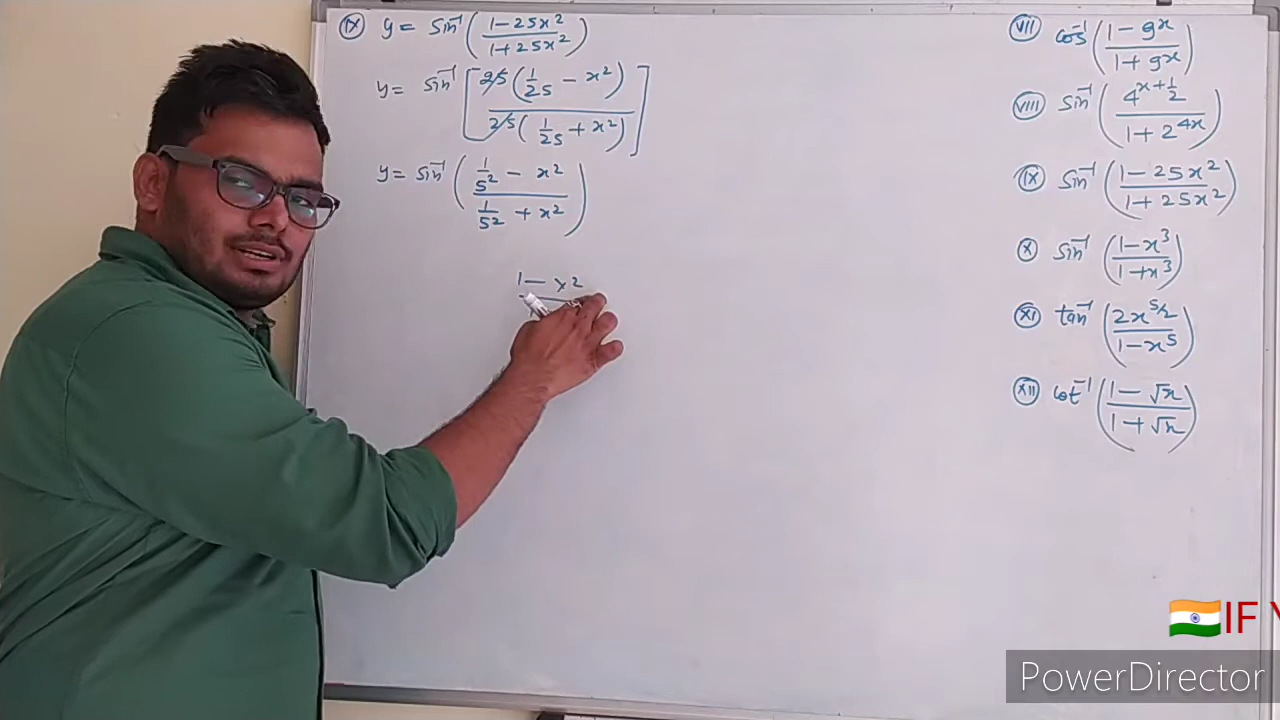 (ix) y = sin⁻¹((1-25x²)/(1+25x²))
y = sin⁻¹[25(1/25 - x²)/25(1/25 + x²)]
y = sin⁻¹((1/5² - x²)/(1/5² + x²))
1 - x²
(vii) cos⁻¹((1-9ˣ)/(1+9ˣ))
(viii) sin⁻¹(4^(x+1/2)/(1+2^(4x)))
(ix) sin⁻¹((1-25x²)/(1+25x²))
(x) sin⁻¹((1-x³)/(1+x³))
(xi) tan⁻¹(2x^(5/2)/(1-x⁵))
(xii) cot⁻¹((1-√x)/(1+√x))
IF
PowerDirector